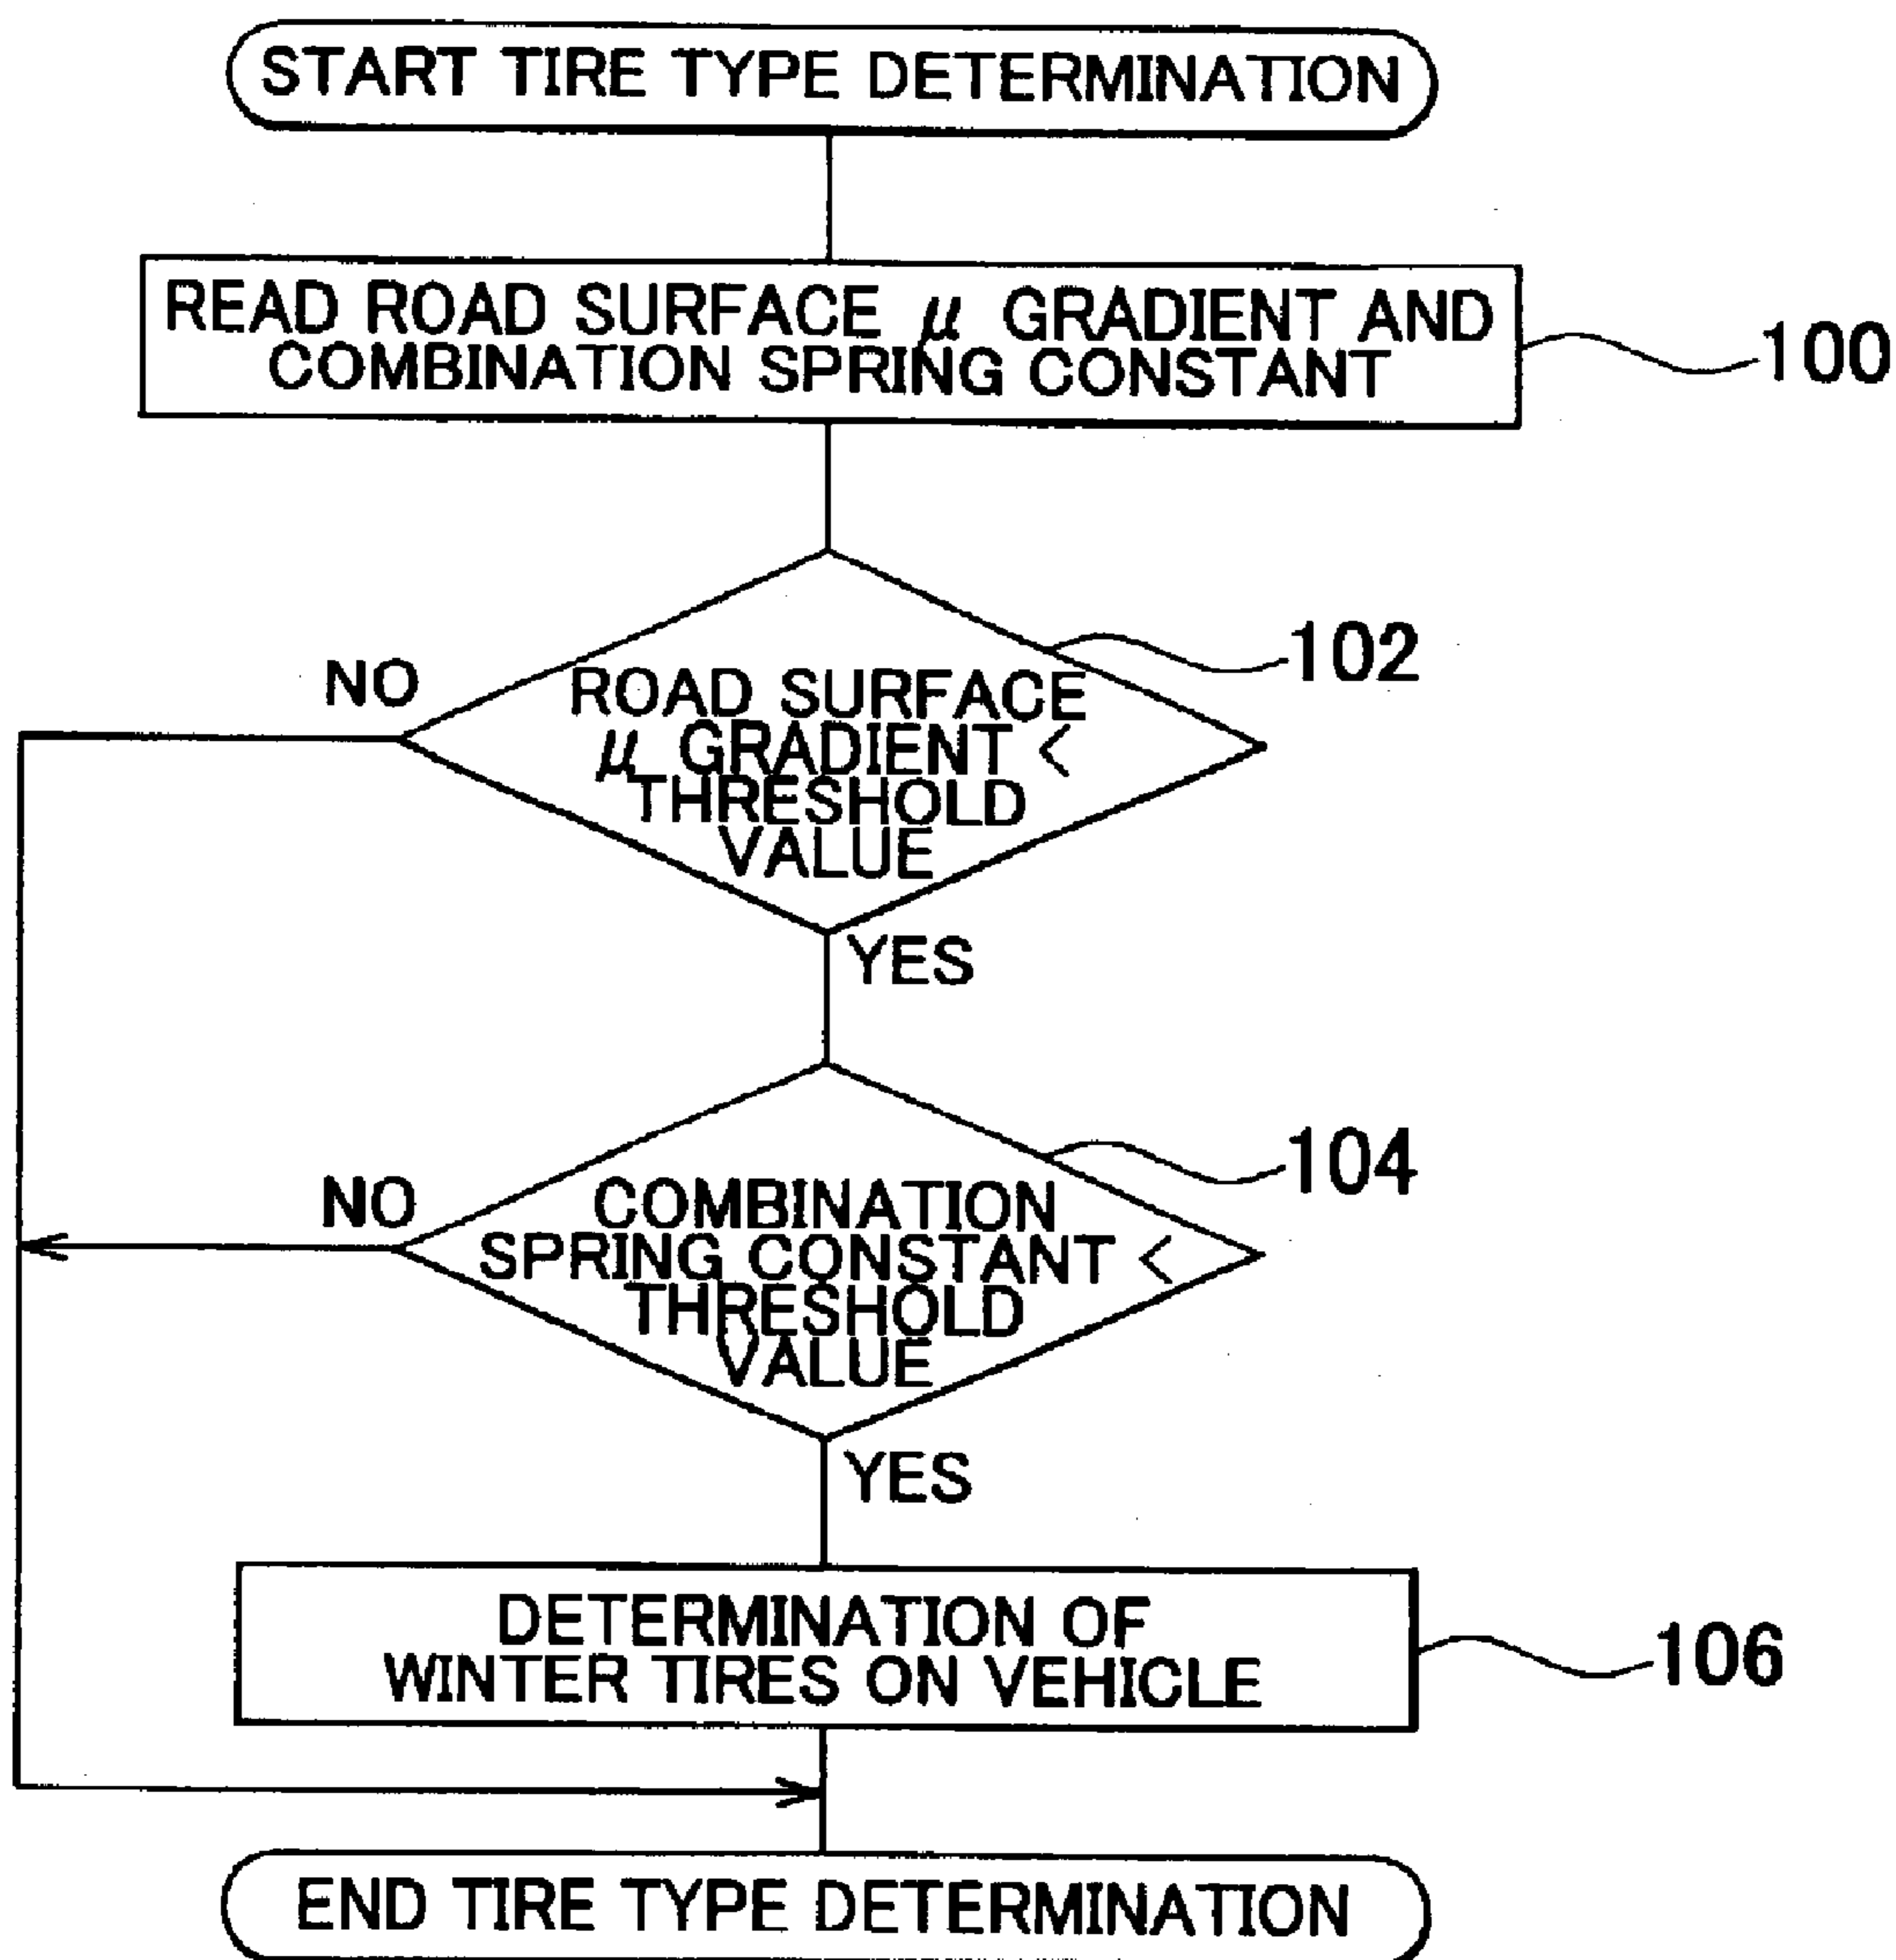 START TIRE TYPE DETERMINATION
READ ROAD SURFACE μ GRADIENT AND
COMBINATION SPRING CONSTANT
100
102
NO
ROAD SURFACE
μ GRADIENT <
THRESHOLD
VALUE
YES
104
NO
COMBINATION
SPRING CONSTANT <
THRESHOLD
VALUE
YES
DETERMINATION OF
WINTER TIRES ON VEHICLE
106
END TIRE TYPE DETERMINATION